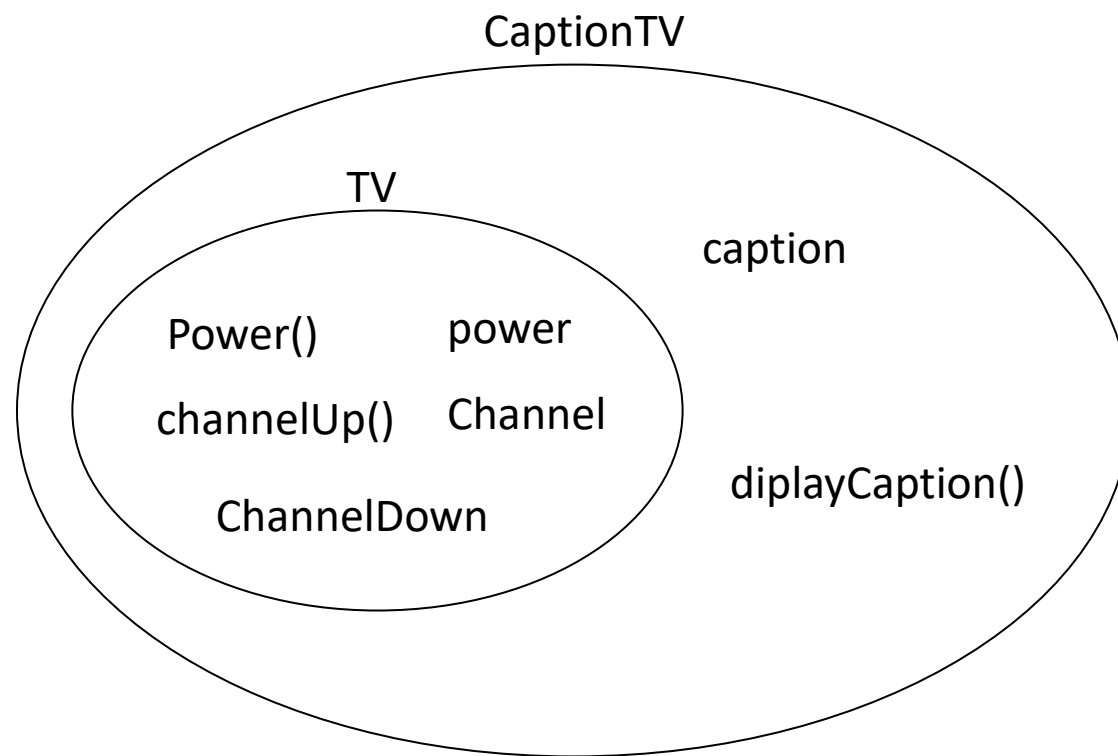 CaptionTV
TV
caption
Power()
power
channelUp()
Channel
diplayCaption()
ChannelDown